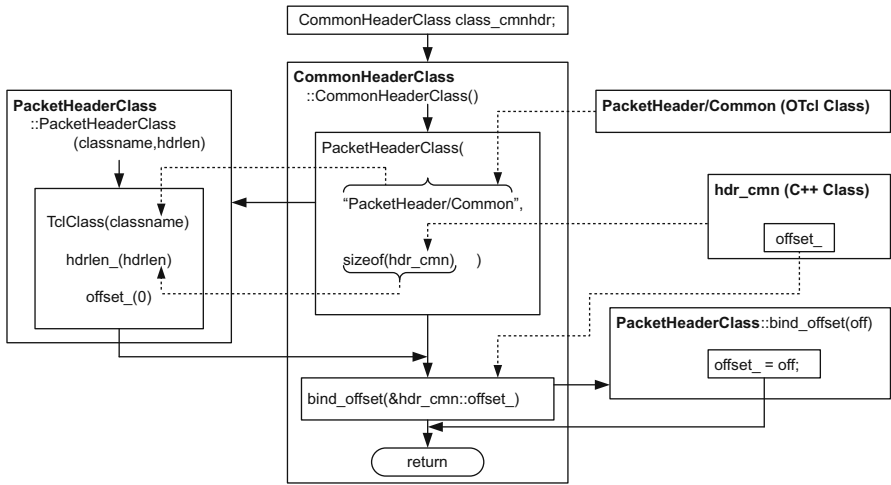 CommonHeaderClass class_cmnhdr;
CommonHeaderClass
::CommonHeaderClass()
PacketHeaderClass(
“PacketHeader/Common”,
sizeof(hdr_cmn) )
bind_offset(&hdr_cmn::offset_)
return
PacketHeaderClass
::PacketHeaderClass
(classname,hdrlen)
TclClass(classname)
hdrlen_(hdrlen)
offset_(0)
PacketHeader/Common (OTcl Class)
hdr_cmn (C++ Class)
offset_
PacketHeaderClass::bind_offset(off)
offset_ = off;